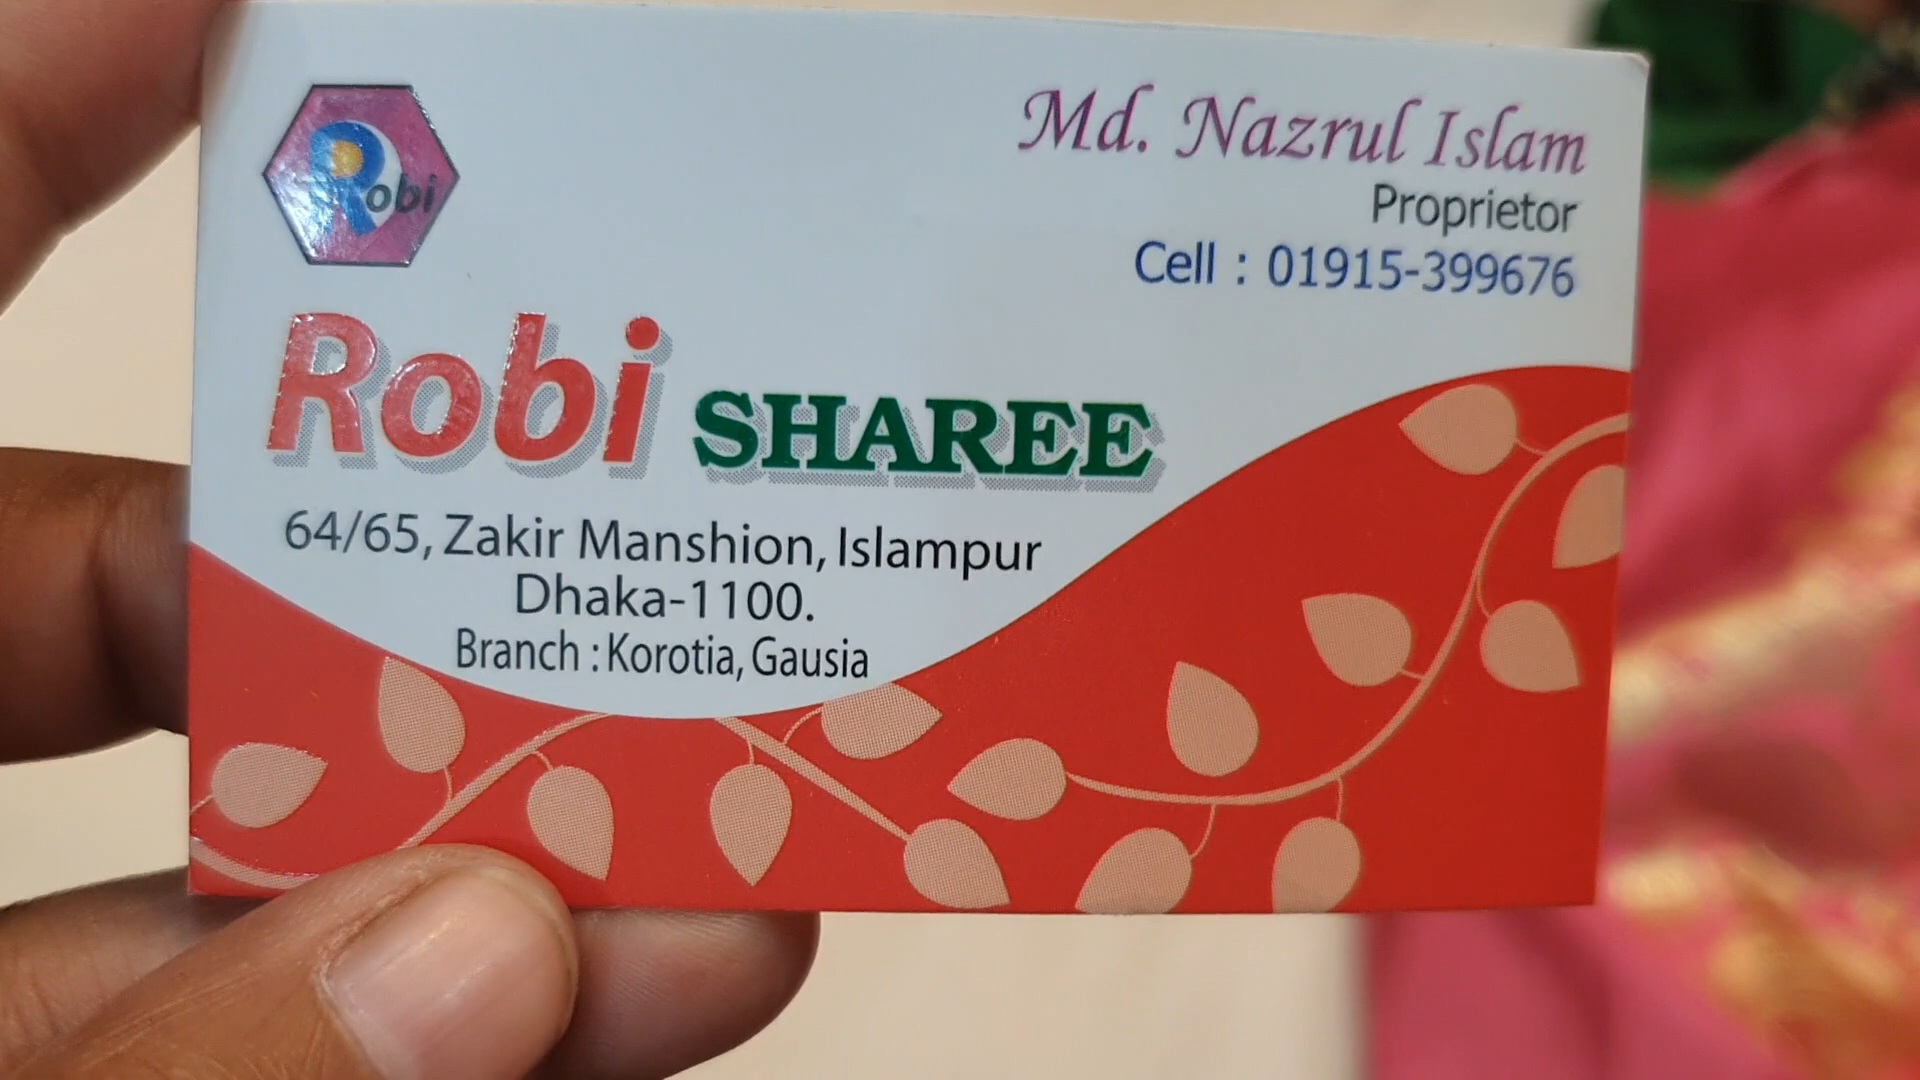 Robi
Md. Nazrul Islam
Proprietor
Cell : 01915-399676
Robi SHAREE
64/65, Zakir Manshion, Islampur
Dhaka-1100.
Branch : Korotia, Gausia